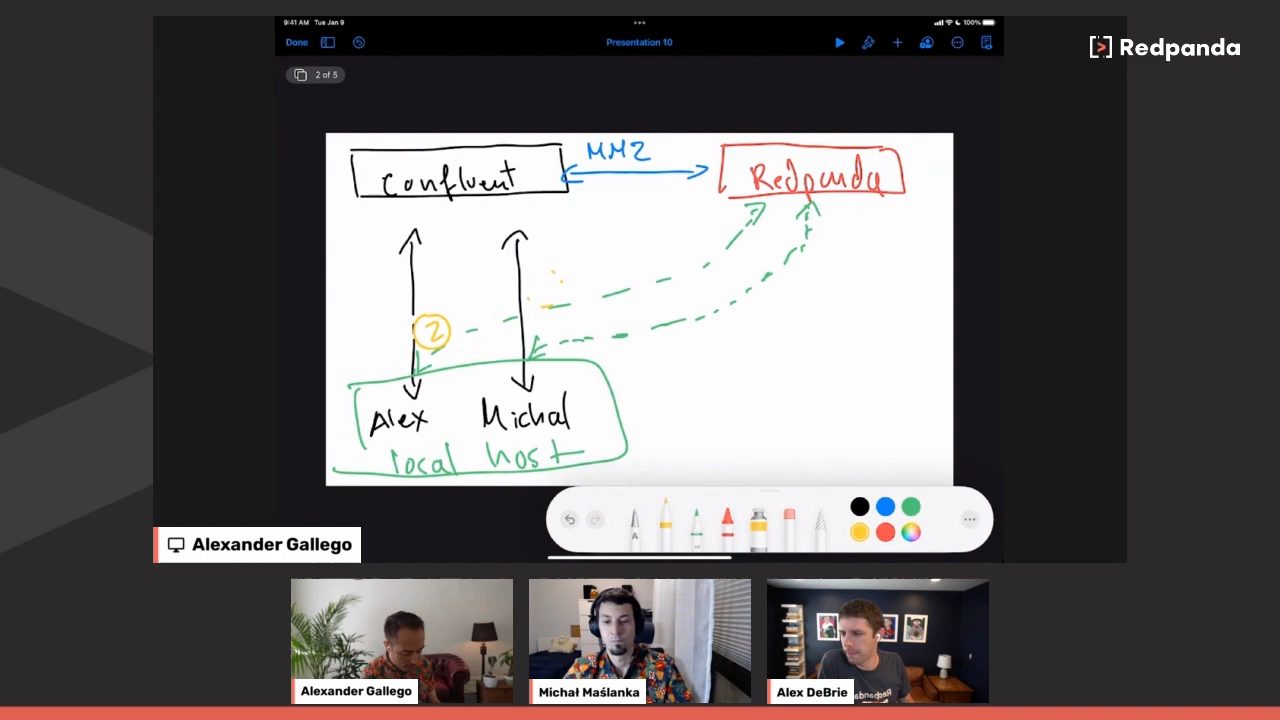 9:41 AM Tue Jan 9
100%
Done
Presentation 10
Redpanda
2 of 5
Confluent
MM2
Redpanda
2
Alex Michal
local host
A
Alexander Gallego
Alexander Gallego
Michał Maślanka
Alex DeBrie